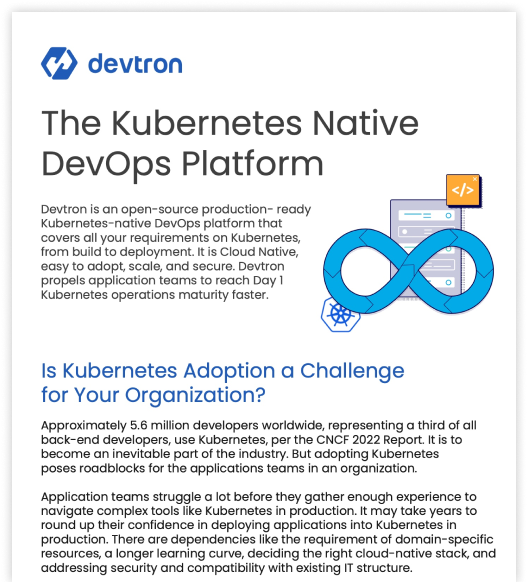 devtron
The Kubernetes Native
DevOps Platform
</>
Devtron is an open-source production- ready
Kubernetes-native DevOps platform that
covers all your requirements on Kubernetes,
from build to deployment. It is Cloud Native,
easy to adopt, scale, and secure. Devtron
propels application teams to reach Day 1
Kubernetes operations maturity faster.
Is Kubernetes Adoption a Challenge
for Your Organization?
Approximately 5.6 million developers worldwide, representing a third of all
back-end developers, use Kubernetes, per the CNCF 2022 Report. It is to
become an inevitable part of the industry. But adopting Kubernetes
poses roadblocks for the applications teams in an organization.
Application teams struggle a lot before they gather enough experience to
navigate complex tools like Kubernetes in production. It may take years to
round up their confidence in deploying applications into Kubernetes in
production. There are dependencies like the requirement of domain-specific
resources, a longer learning curve, deciding the right cloud-native stack, and
addressing security and compatibility with existing IT structure.